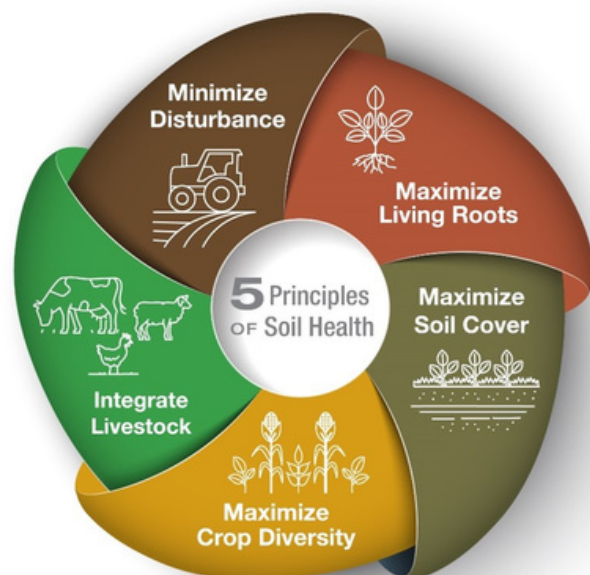 Minimize
Disturbance
Maximize
Living Roots
5 Principles
OF Soil Health
Maximize
Soil Cover
Integrate
Livestock
Maximize
Crop Diversity